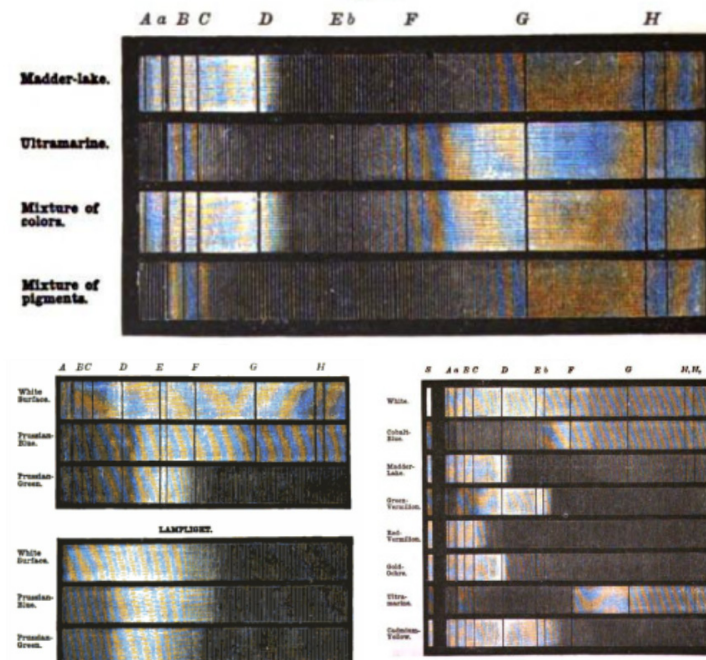 A a B C D E b F G H
Madder-lake.
Ultramarine.
Mixture of
colors.
Mixture of
pigments.
A B C D E F G H
White
Surface.
Prussian-
Blue.
Prussian-
Green.
LAMPLIGHT.
White
Surface.
Prussian-
Blue.
Prussian-
Green.
A a B C D E b F G
White.
Cobalt-
Blue.
Madder-
Lake.
Green-
Vermilion.
Red-
Vermilion.
Gold-
Ochre.
Ultra-
marine.
Cadmium-
Yellow.